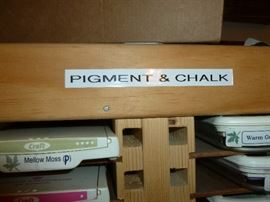 PIGMENT & CHALK
Craft
Mellow Moss (P)
Warm